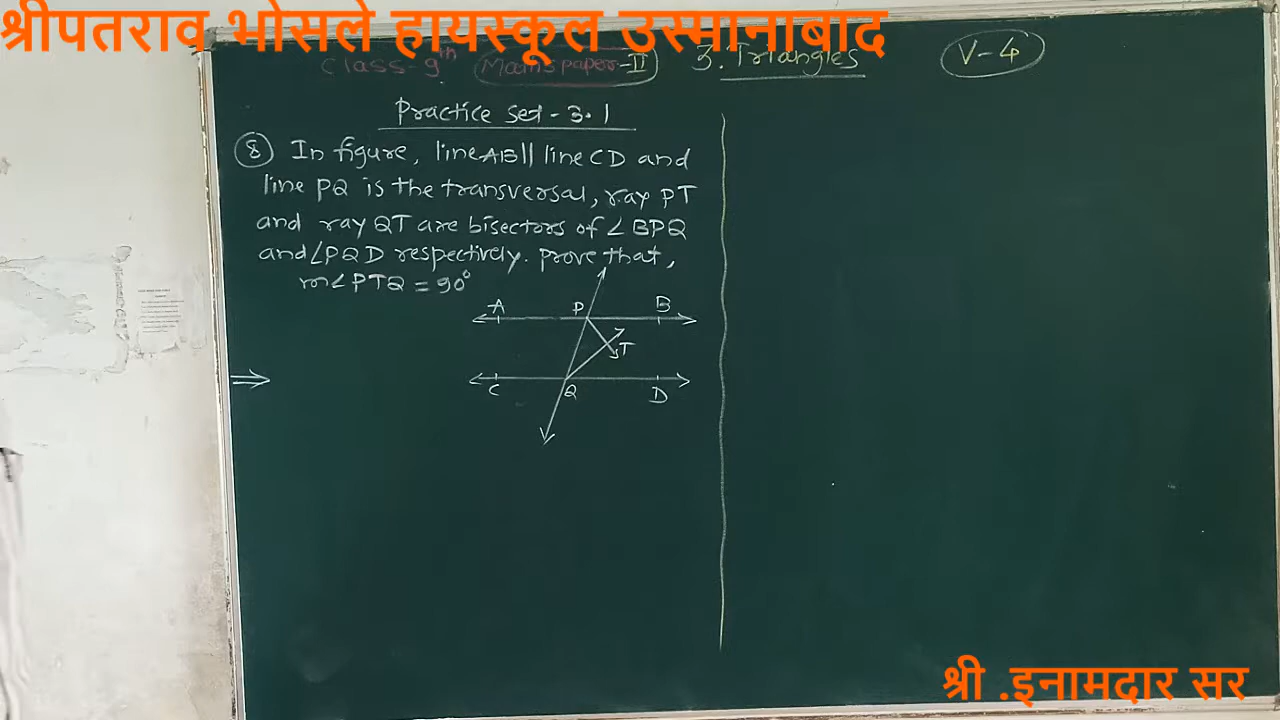 श्रीपतराव भोसले हायस्कूल उस्मानाबाद
Class-9th Maths paper-II 3. Triangles V-4
Practice Set-3.1
8 In figure, line AB || line CD and
line PQ is the transversal, ray PT
and ray QT are bisectors of ∠BPQ
and ∠PQD respectively. prove that,
m∠PTQ = 90°
A P B
T
⇒
C Q D
श्री .इनामदार सर